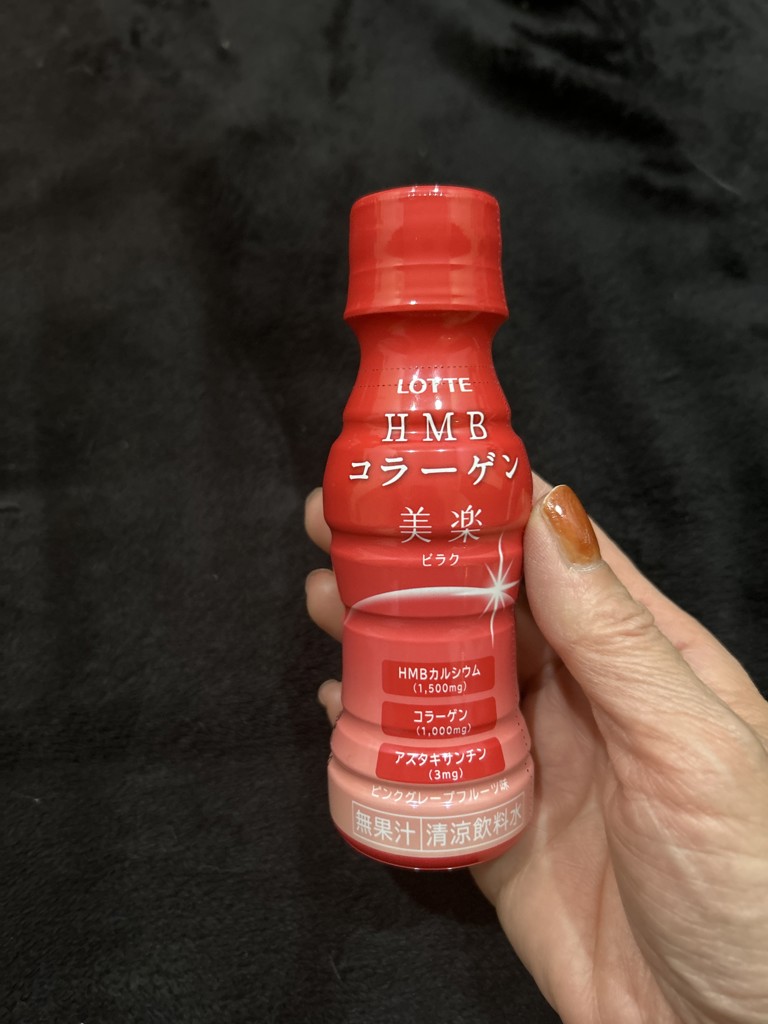 LOTTE
HMB
コラーゲン
美楽
ビラク
HMBカルシウム
(1,500mg)
コラーゲン
(1,000mg)
アスタキサンチン
(3mg)
ピンクグレープフルーツ味
無果汁 清涼飲料水